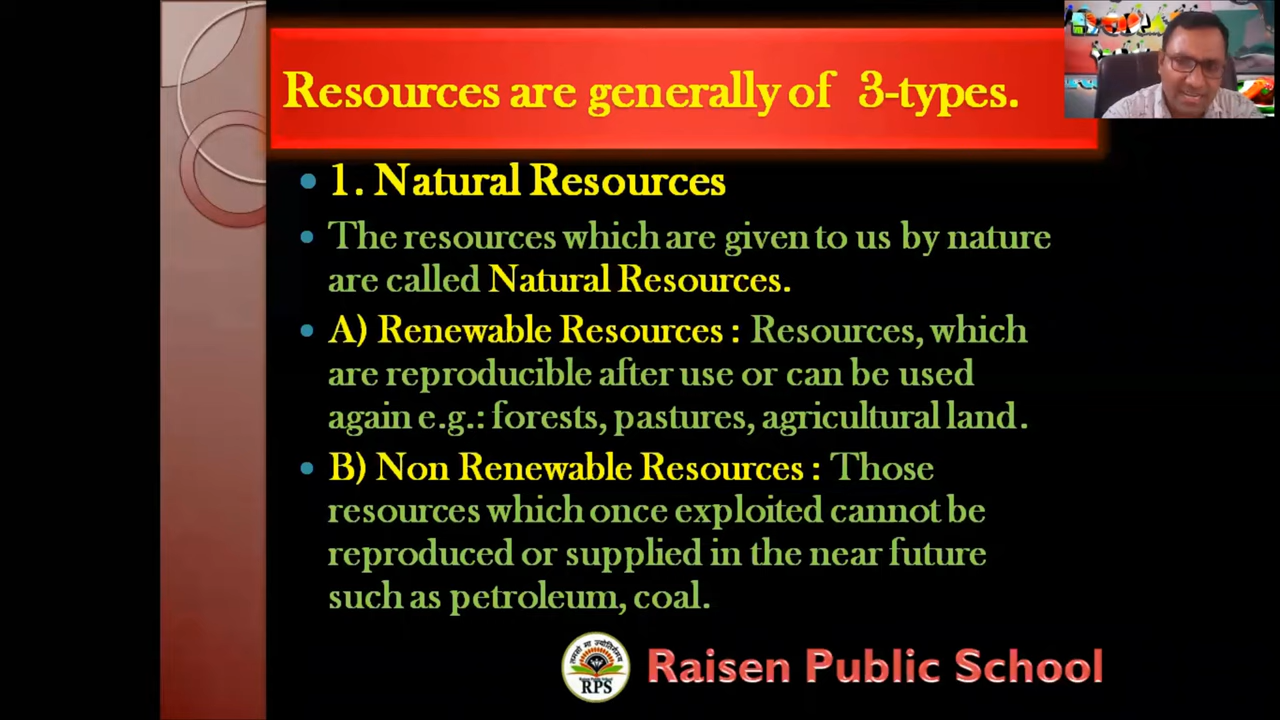 Resources are generally of 3-types.
1. Natural Resources
The resources which are given to us by nature
are called Natural Resources.
A) Renewable Resources : Resources, which
are reproducible after use or can be used
again e.g.: forests, pastures, agricultural land.
B) Non Renewable Resources : Those
resources which once exploited cannot be
reproduced or supplied in the near future
such as petroleum, coal.
तमसो मा ज्योतिर्गमय
RPS
Raisen Public School